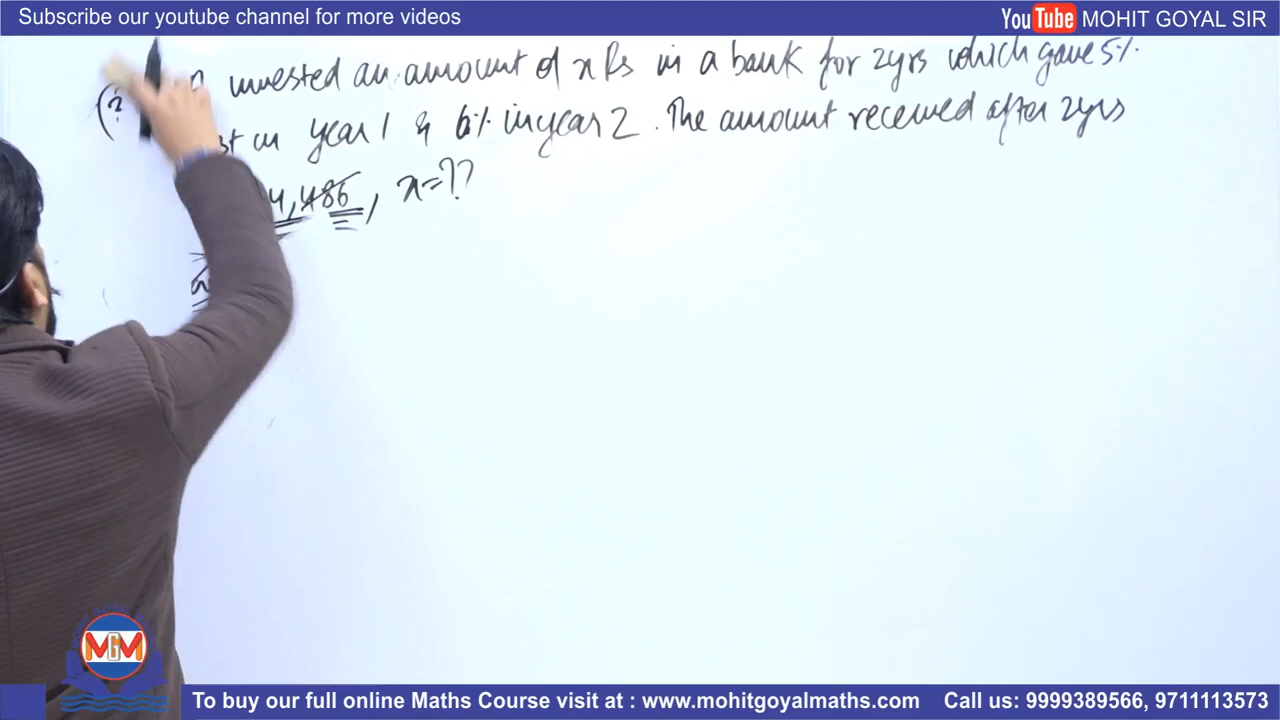 Subscribe our youtube channel for more videos
YouTube MOHIT GOYAL SIR
invested an amount of x Rs in a bank for 2yrs which gave 5%
(?
in year 1 & 6% in year 2. The amount received after 2yrs
4,486, x=??
MGM
To buy our full online Maths Course visit at : www.mohitgoyalmaths.com Call us: 9999389566, 9711113573